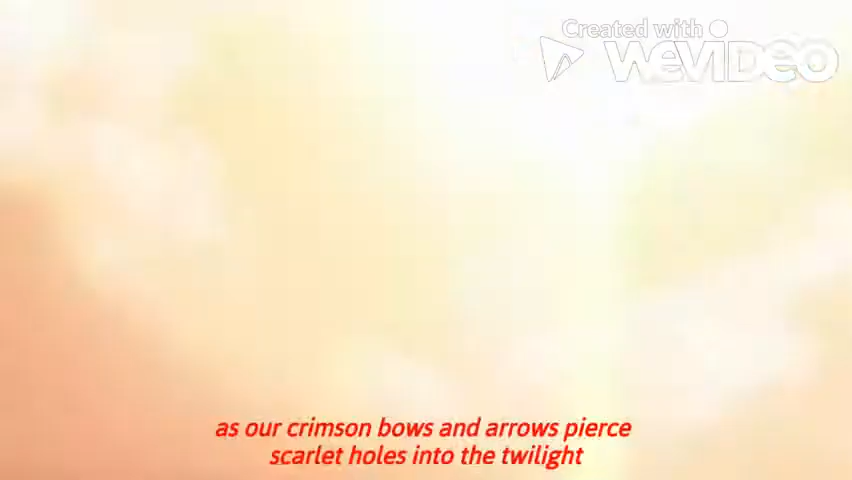 Created with
WEVIDEO
as our crimson bows and arrows pierce
scarlet holes into the twilight